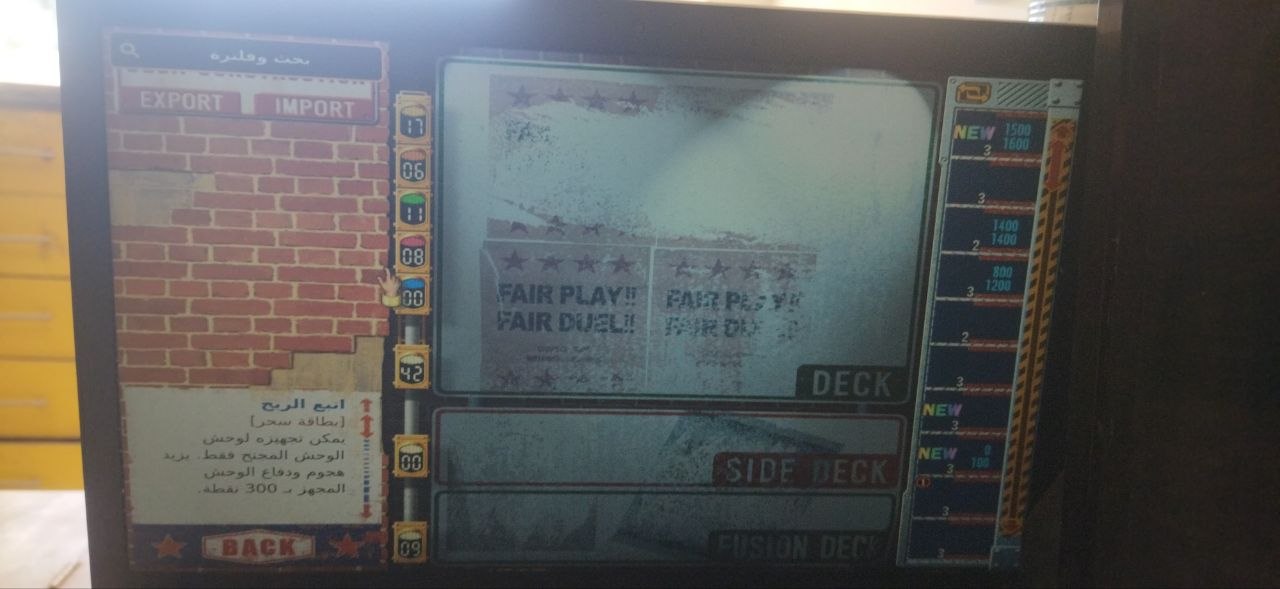 بحث وفلترة
EXPORT IMPORT
17
06
11
08
00
42
00
09
اتبع الريح
[بطاقة سحر]
يمكن تجهيزه لوحش
الوحش المجنح فقط. يزيد
هجوم ودفاع الوحش
المجهز بـ 300 نقطة.
BACK
FAIR PLAY!!
FAIR DUEL!!
FAIR PLAY!!
DECK
SIDE DECK
FUSION DECK
NEW 1500
1600
3
3
1400
1400
2
800
1200
3
2
3
NEW
3
NEW 0
100
3
3
3